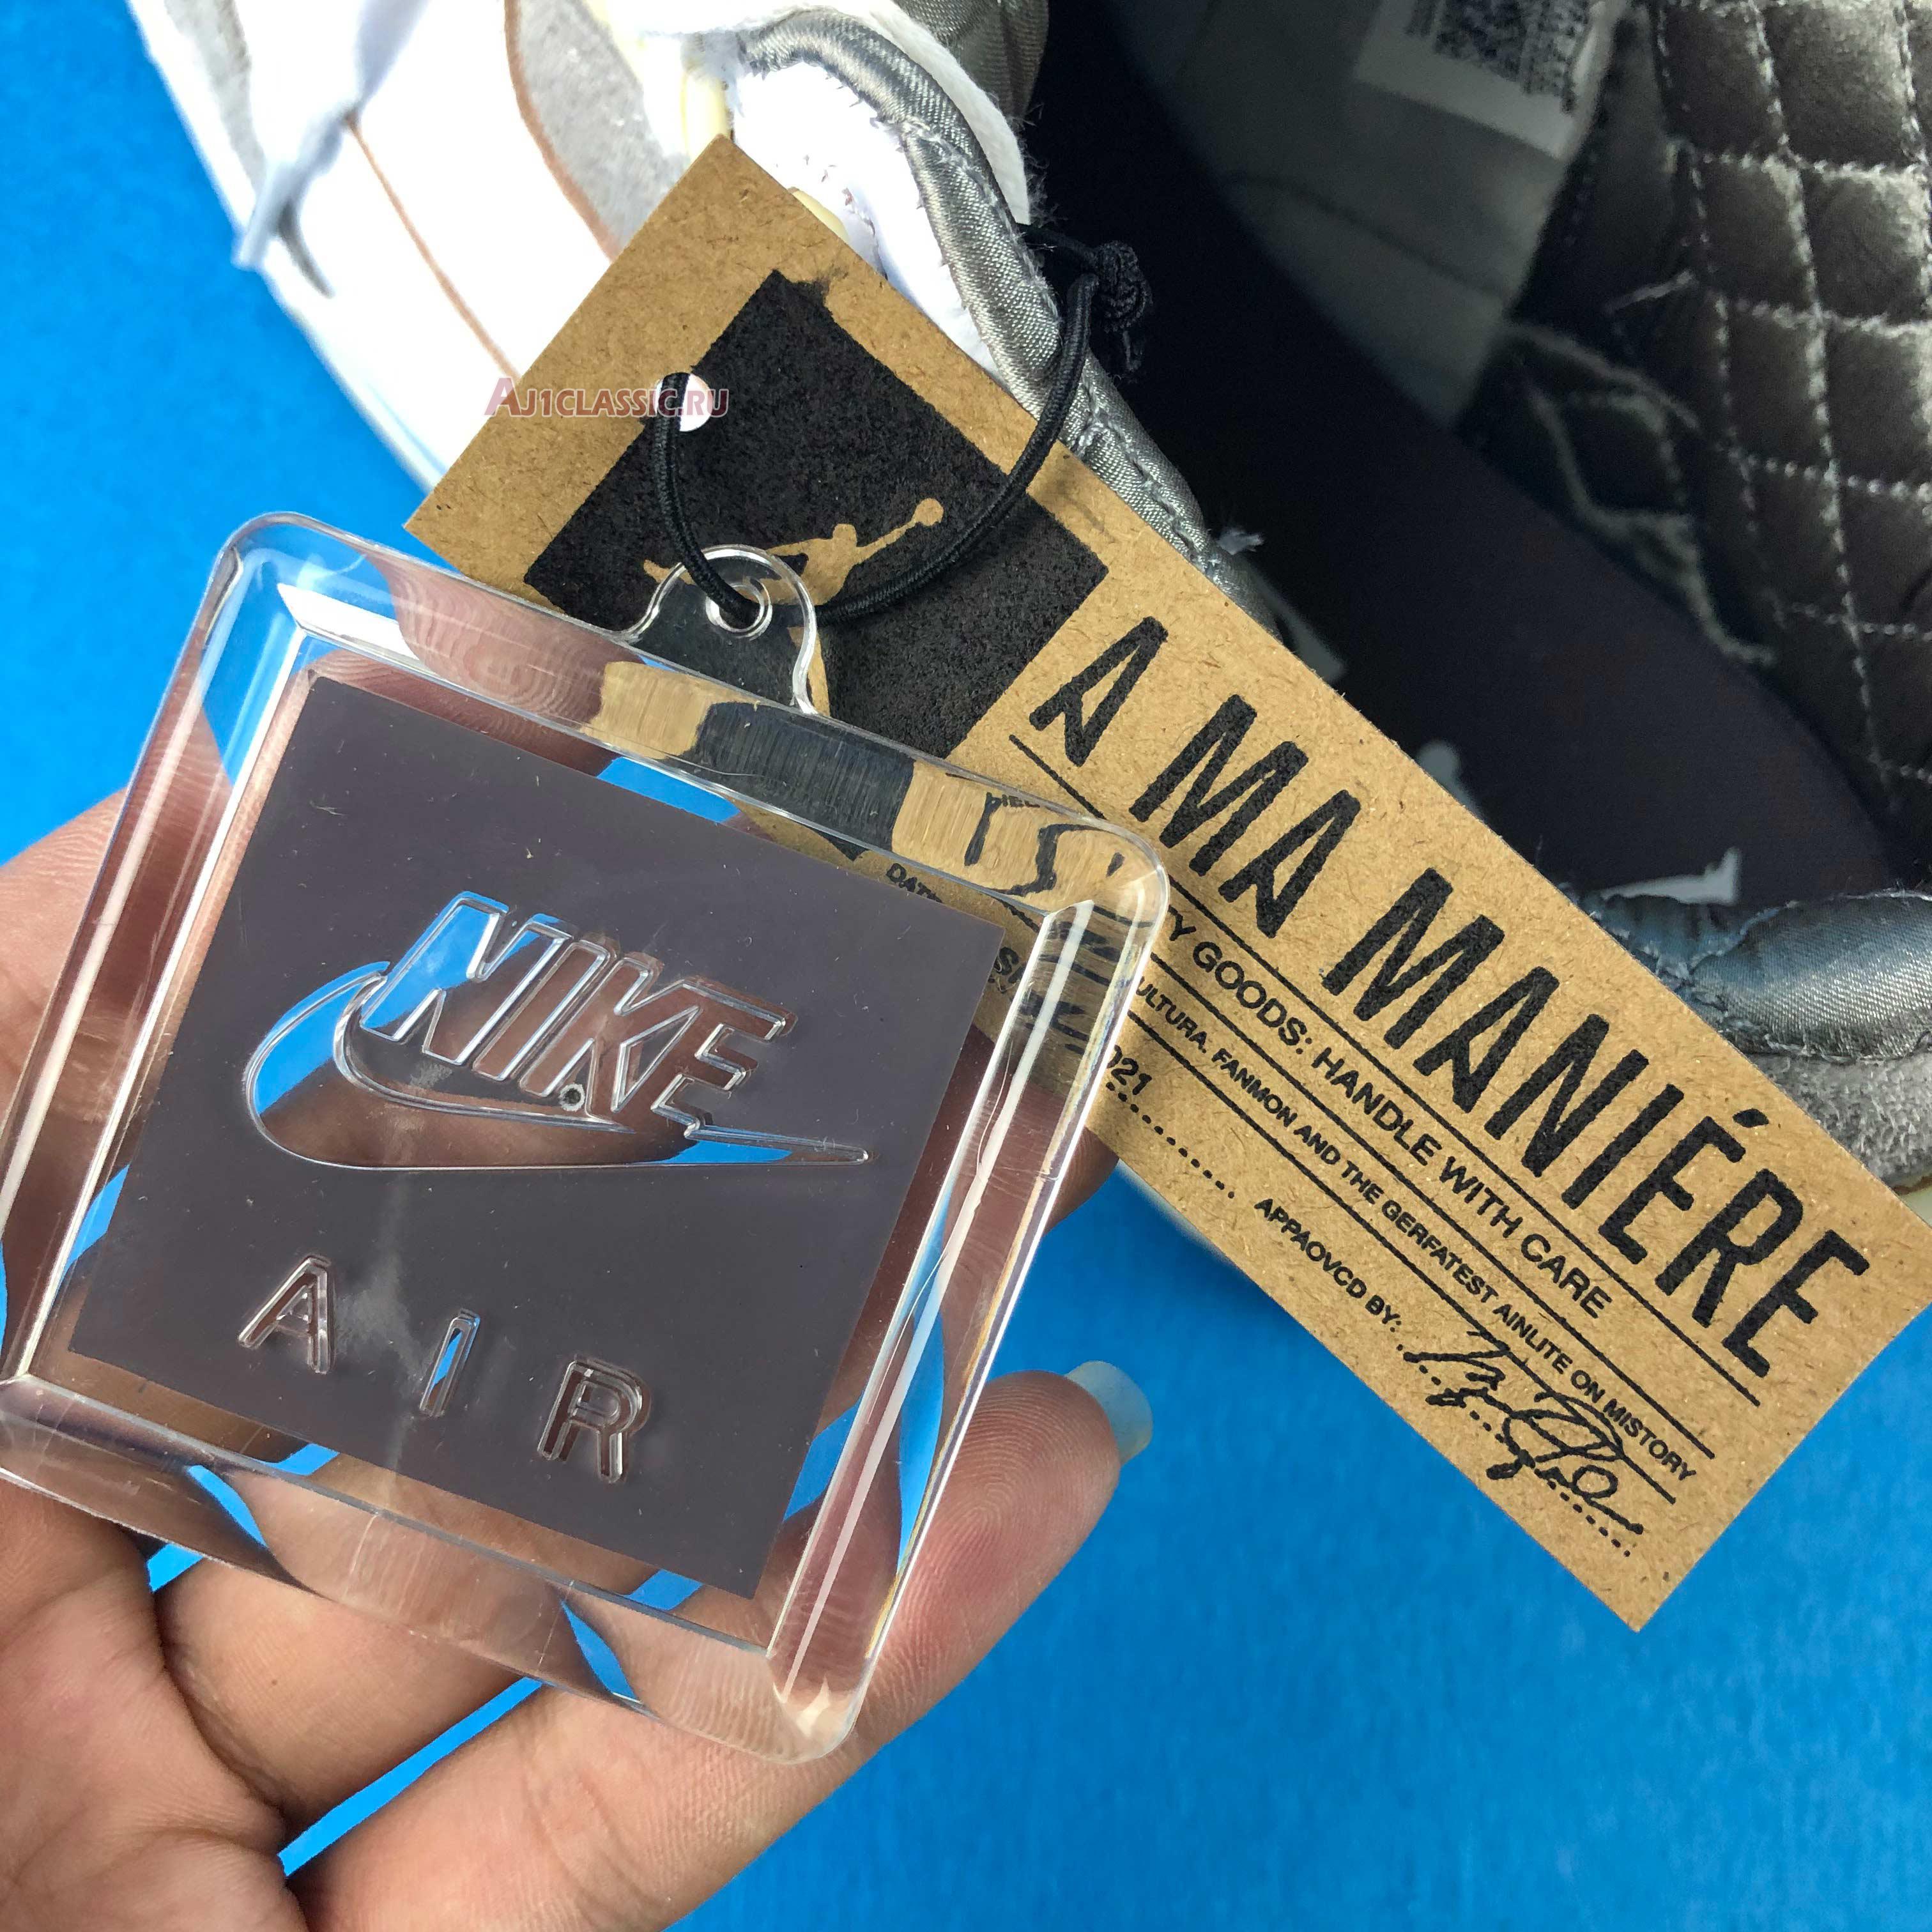 AJ1CLASSIC.RU
A MA MANIÉRE
GOODS: HANDLE WITH CARE
FANMON AND THE GERFATEST AINLITE ON MISTORY
APPAOVCD BY:
NIKE
AIR